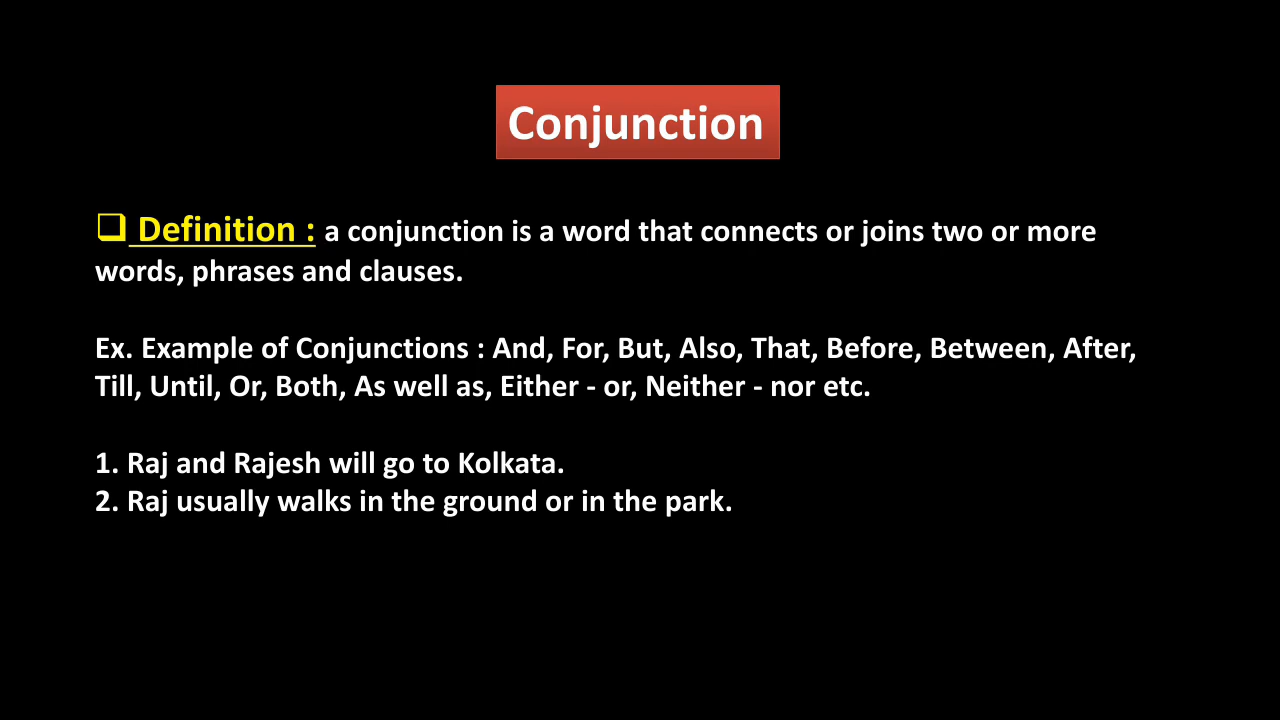 Conjunction
❑ Definition : a conjunction is a word that connects or joins two or more
words, phrases and clauses.
Ex. Example of Conjunctions : And, For, But, Also, That, Before, Between, After,
Till, Until, Or, Both, As well as, Either - or, Neither - nor etc.
1. Raj and Rajesh will go to Kolkata.
2. Raj usually walks in the ground or in the park.